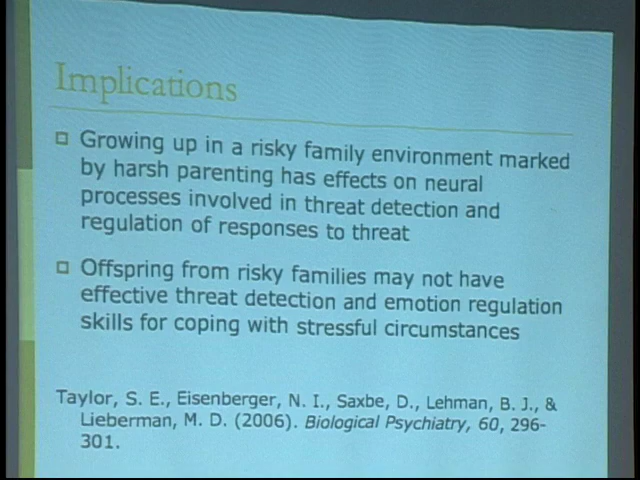 Implications
Growing up in a risky family environment marked
by harsh parenting has effects on neural
processes involved in threat detection and
regulation of responses to threat
Offspring from risky families may not have
effective threat detection and emotion regulation
skills for coping with stressful circumstances
Taylor, S. E., Eisenberger, N. I., Saxbe, D., Lehman, B. J., &
Lieberman, M. D. (2006). Biological Psychiatry, 60, 296-
301.